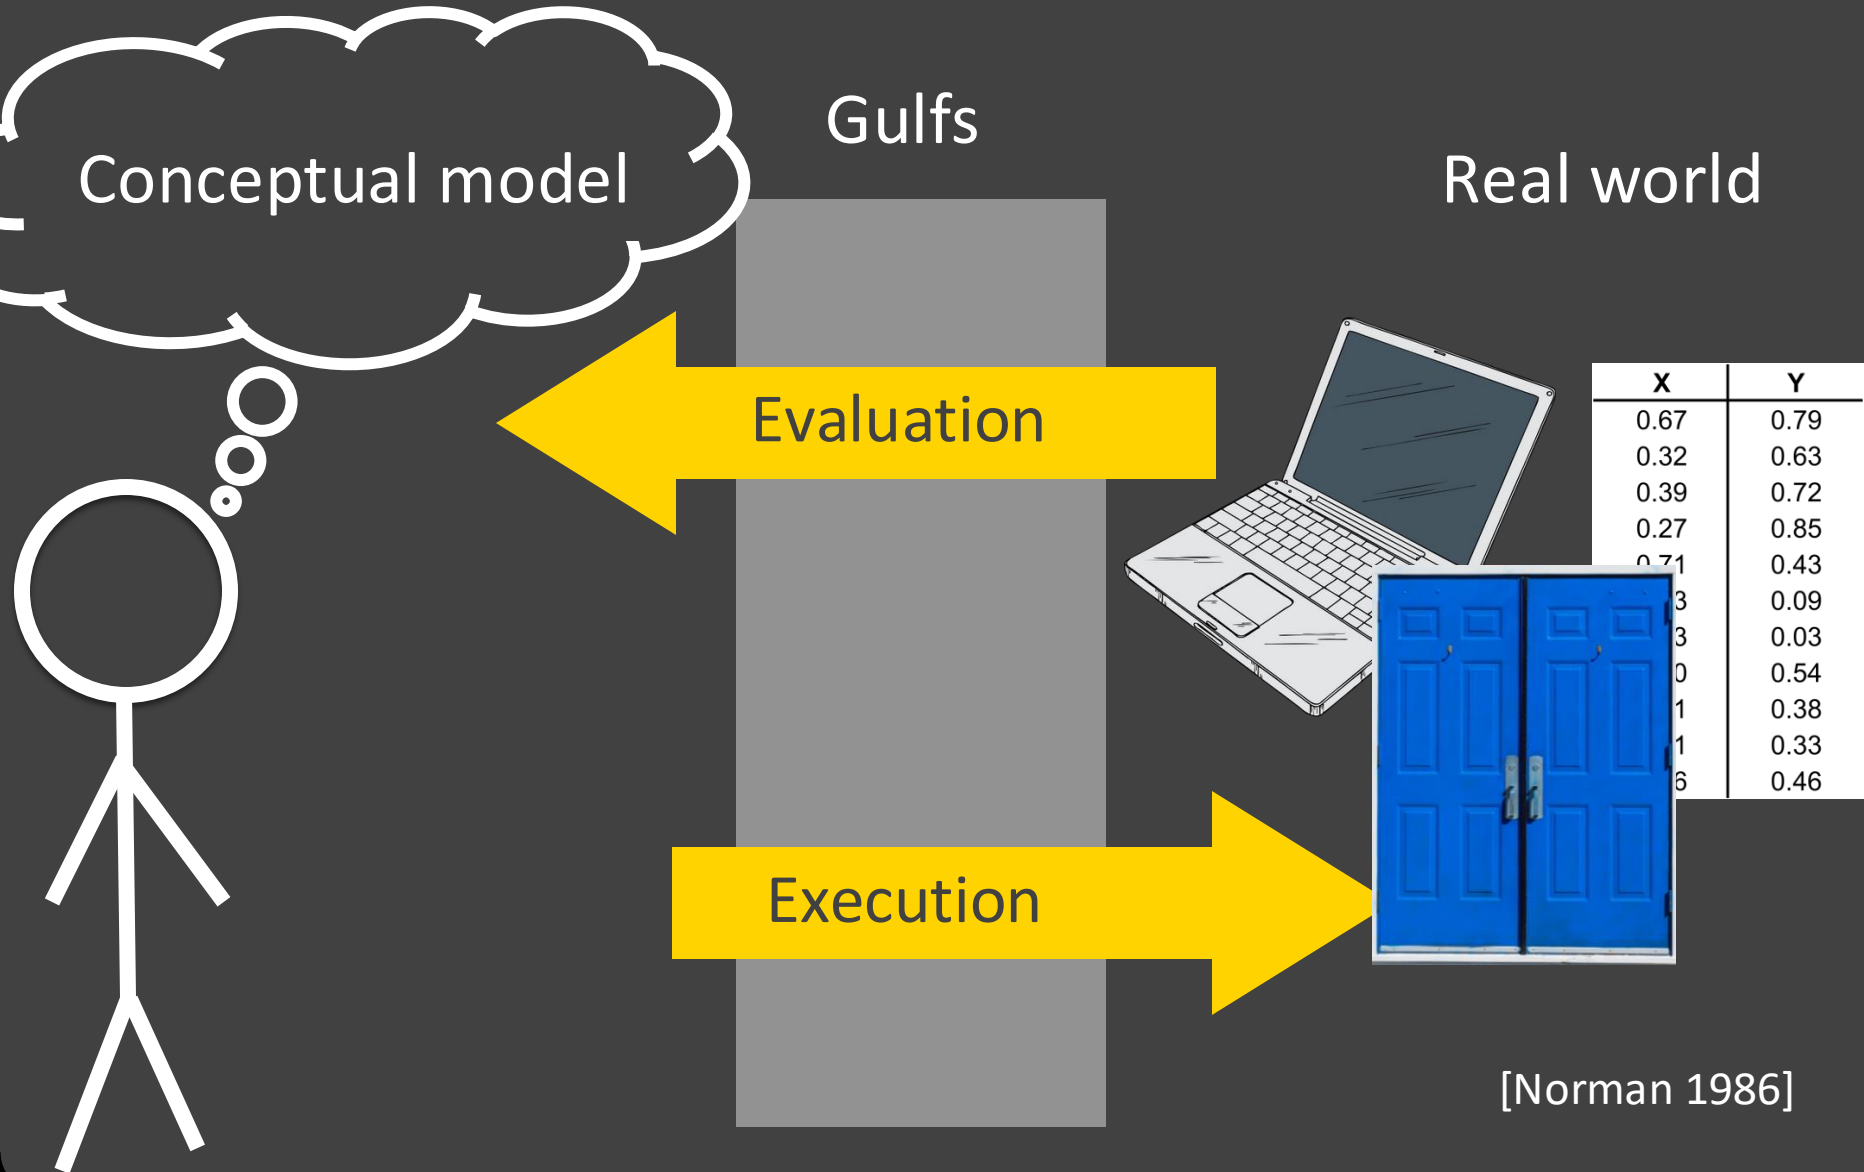 Gulfs
Conceptual model
Real world
Evaluation
X Y
0.67 0.79
0.32 0.63
0.39 0.72
0.27 0.85
0.43
0.09
0.03
0.54
0.38
0.33
0.46
Execution
[Norman 1986]